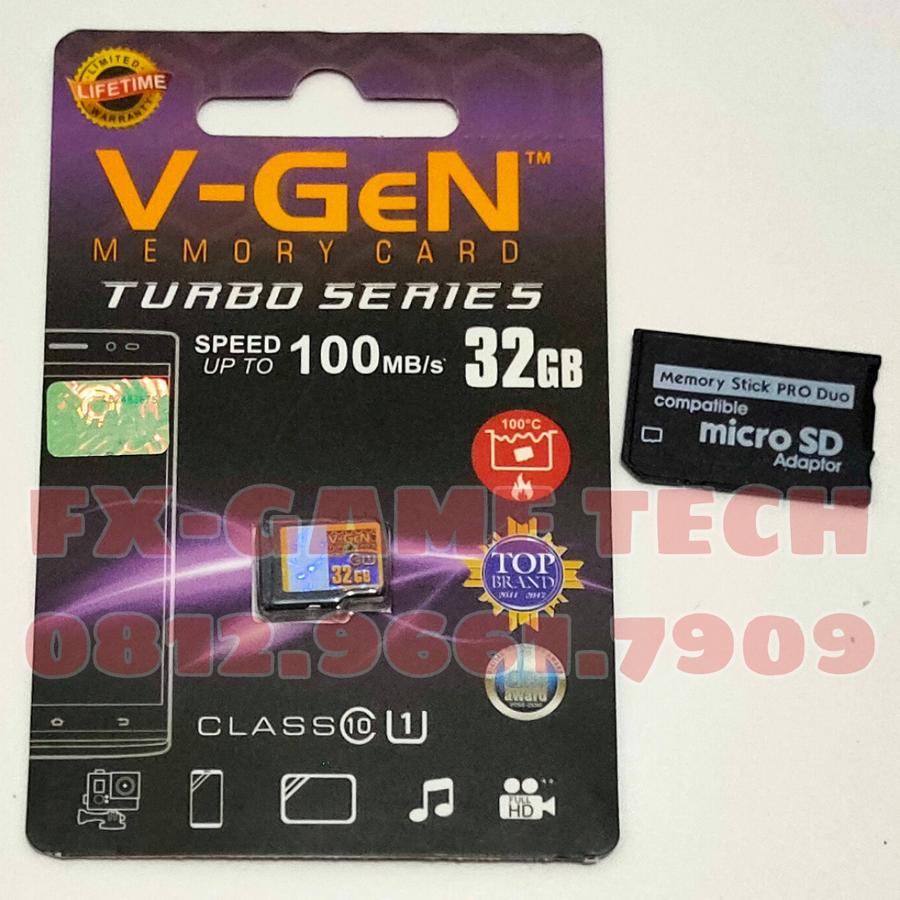 LIMITED
LIFETIME
WARRANTY
V-GeN™
MEMORY CARD
TURBO SERIES
SPEED UP TO 100MB/s 32GB
100°C
Memory Stick PRO Duo
compatible
micro SD
Adaptor
FX-GAME TECH
V-GeN
32GB
TOP
BRAND
0812.9661.7909
award
CLASS 10 U1
FULL HD